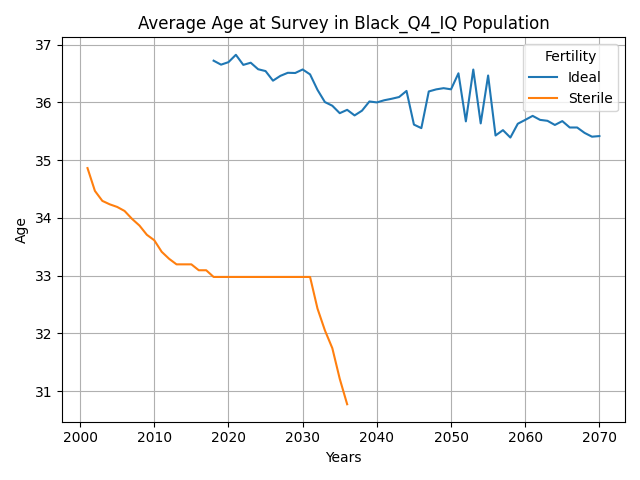 Average Age at Survey in Black_Q4_IQ Population
Fertility
Ideal
Sterile
Age
37
36
35
34
33
32
31
2000 2010 2020 2030 2040 2050 2060 2070
Years